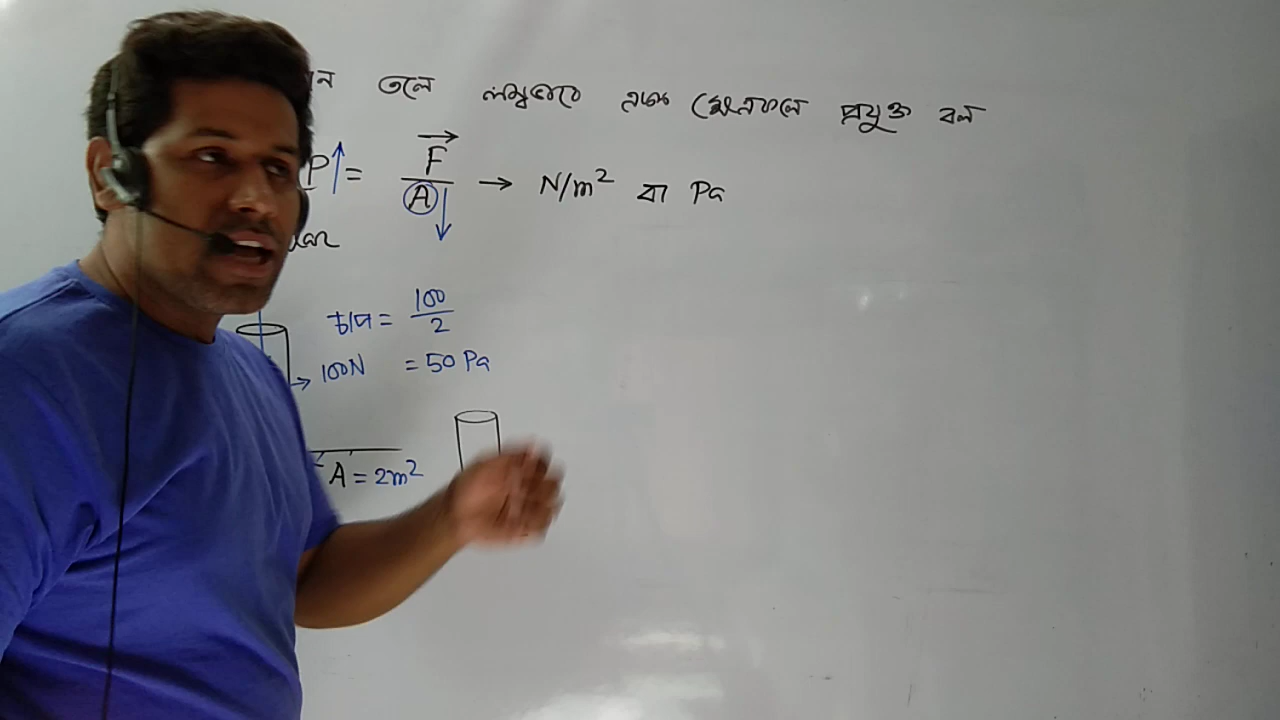 ন তলে লম্বভাবে একক ক্ষেত্রফলে প্রযুক্ত বল
P = F / A → N/m² বা Pa
চাপ = 100 / 2
→ 100N = 50 Pa
A = 2m²